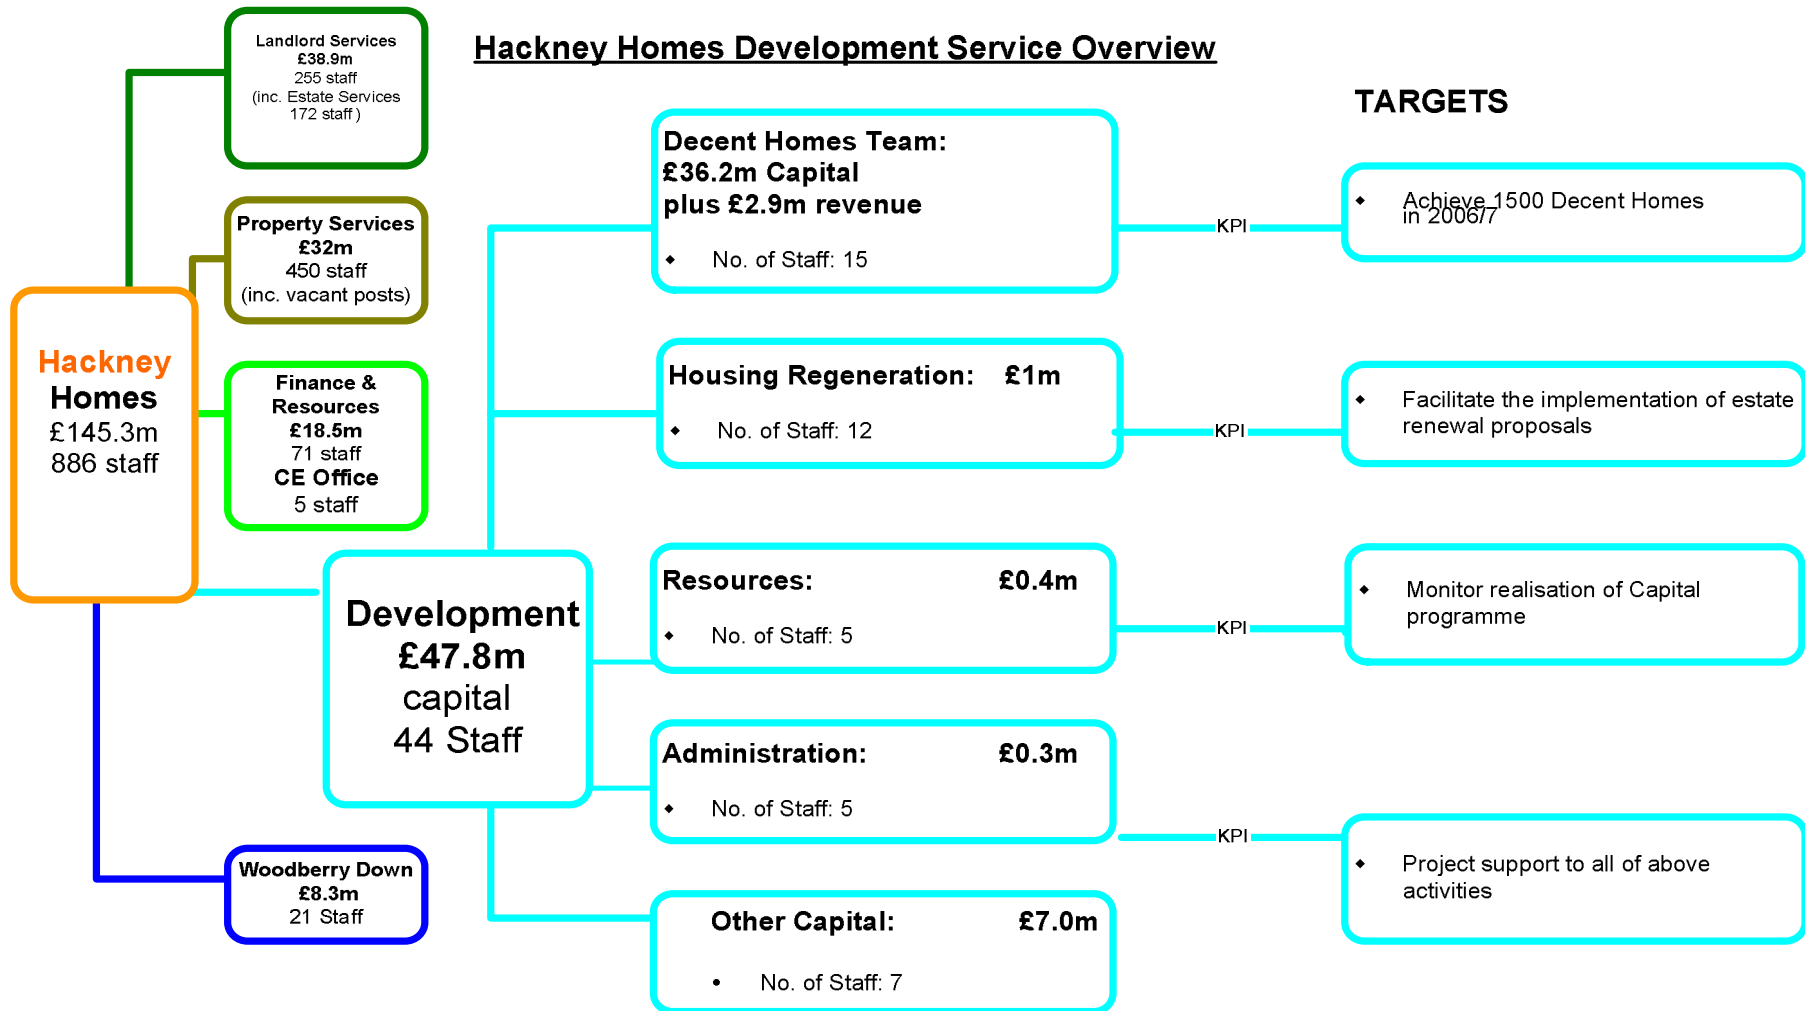 Hackney Homes Development Service Overview
Landlord Services
£38.9m
255 staff
(inc. Estate Services
172 staff )
Property Services
£32m
450 staff
(inc. vacant posts)
Hackney
Homes
£145.3m
886 staff
Finance &
Resources
£18.5m
71 staff
CE Office
5 staff
Development
£47.8m
capital
44 Staff
Woodberry Down
£8.3m
21 Staff
Decent Homes Team:
£36.2m Capital
plus £2.9m revenue
◆ No. of Staff: 15
Housing Regeneration: £1m
◆ No. of Staff: 12
Resources: £0.4m
◆ No. of Staff: 5
Administration: £0.3m
◆ No. of Staff: 5
Other Capital: £7.0m
• No. of Staff: 7
KPI
KPI
KPI
KPI
TARGETS
◆ Achieve 1500 Decent Homes
in 2006/7
◆ Facilitate the implementation of estate
renewal proposals
◆ Monitor realisation of Capital
programme
◆ Project support to all of above
activities